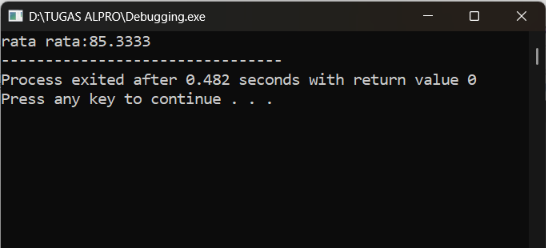 D:\TUGAS ALPRO\Debugging.exe
rata rata:85.3333
--------------------------------
Process exited after 0.482 seconds with return value 0
Press any key to continue . . .